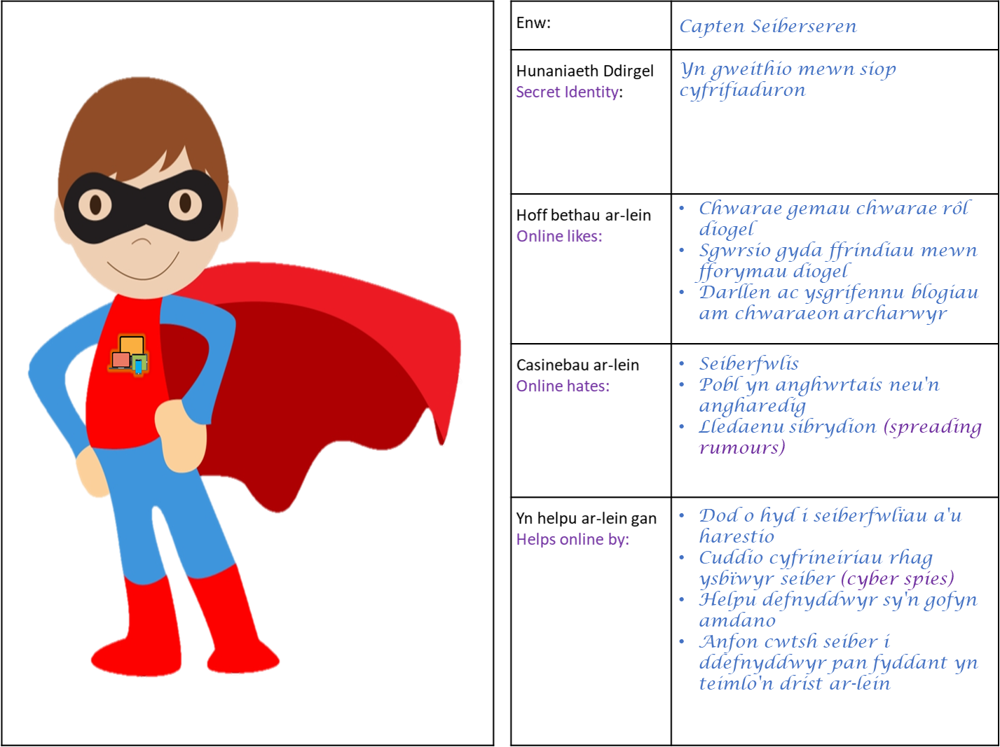 Enw:
Capten Seiberseren
Hunaniaeth Ddirgel
Secret Identity:
Yn gweithio mewn siop
cyfrifiaduron
Hoff bethau ar-lein
Online likes:
• Chwarae gemau chwarae rôl
diogel
• Sgwrsio gyda ffrindiau mewn
fforymau diogel
• Darllen ac ysgrifennu blogiau
am chwaraeon archarwyr
Casinebau ar-lein
Online hates:
• Seiberfwlis
• Pobl yn anghwrtais neu'n
angharedig
• Lledaenu sibrydion (spreading
rumours)
Yn helpu ar-lein gan
Helps online by:
• Dod o hyd i seiberfwlïau a'u
harestio
• Cuddio cyfrineiriau rhag
ysbïwyr seiber (cyber spies)
• Helpu defnyddwyr sy'n gofyn
amdano
• Anfon cwtsh seiber i
ddefnyddwyr pan fyddant yn
teimlo'n drist ar-lein